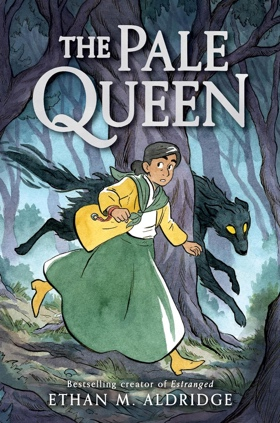 THE PALE
QUEEN
Bestselling creator of Estranged
ETHAN M. ALDRIDGE